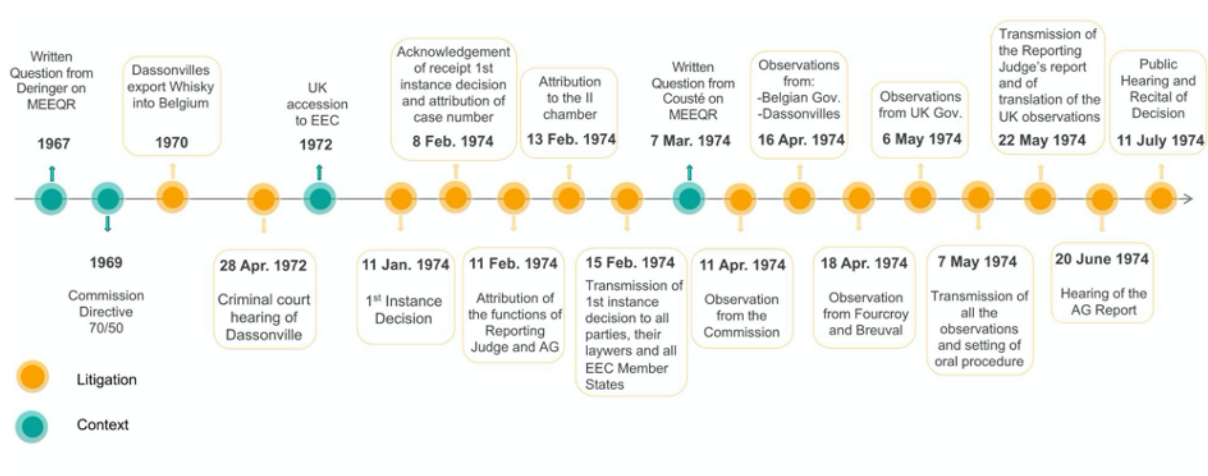 Written
Question from
Deringer on
MEEQR
1967
1969
Commission
Directive
70/50
Dassonvilles
export Whisky
into Belgium
1970
28 Apr. 1972
Criminal court
hearing of
Dassonville
UK
accession
to EEC
1972
11 Jan. 1974
1st Instance
Decision
Acknowledgement
of receipt 1st
instance decision
and attribution of
case number
8 Feb. 1974
11 Feb. 1974
Attribution of
the functions of
Reporting
Judge and AG
Attribution
to the II
chamber
13 Feb. 1974
15 Feb. 1974
Transmission of
1st instance
decision to all
parties, their
laywers and all
EEC Member
States
Written
Question from
Cousté on
MEEQR
7 Mar. 1974
11 Apr. 1974
Observation
from the
Commission
Observations
from:
-Belgian Gov.
-Dassonvilles
16 Apr. 1974
18 Apr. 1974
Observation
from Fourcroy
and Breuval
Observations
from UK Gov.
6 May 1974
7 May 1974
Transmission of
all the
observations
and setting of
oral procedure
Transmission of
the Reporting
Judge's report
and of
translation of the
UK observations
22 May 1974
20 June 1974
Hearing of the
AG Report
Public
Hearing and
Recital of
Decision
11 July 1974
Litigation
Context